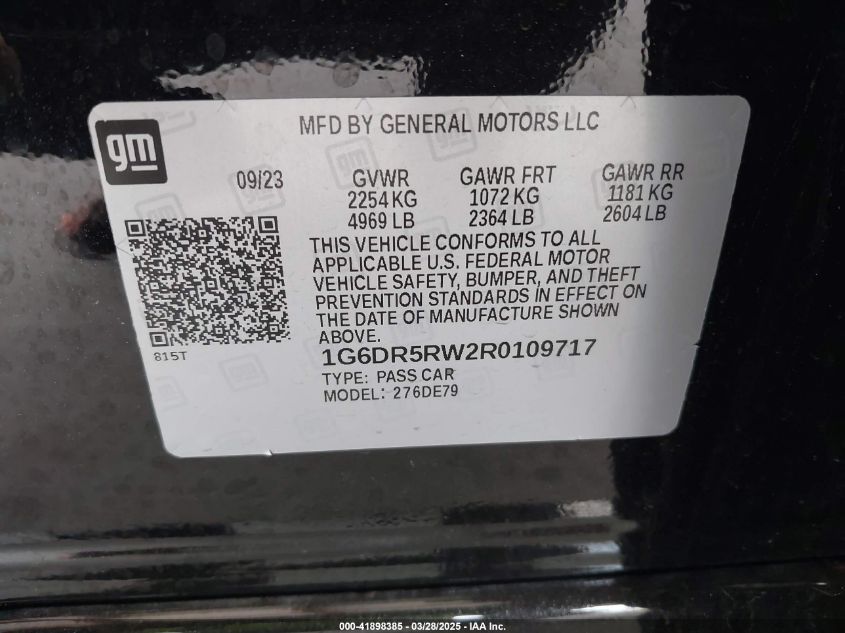 gm
MFD BY GENERAL MOTORS LLC
09/23 GVWR GAWR FRT GAWR RR
2254 KG 1072 KG 1181 KG
4969 LB 2364 LB 2604 LB
THIS VEHICLE CONFORMS TO ALL
APPLICABLE U.S. FEDERAL MOTOR
VEHICLE SAFETY, BUMPER, AND THEFT
PREVENTION STANDARDS IN EFFECT ON
THE DATE OF MANUFACTURE SHOWN
ABOVE.
815T
1G6DR5RW2R0109717
TYPE: PASS CAR
MODEL: 276DE79
000-41898385 - 03/28/2025 - IAA Inc.